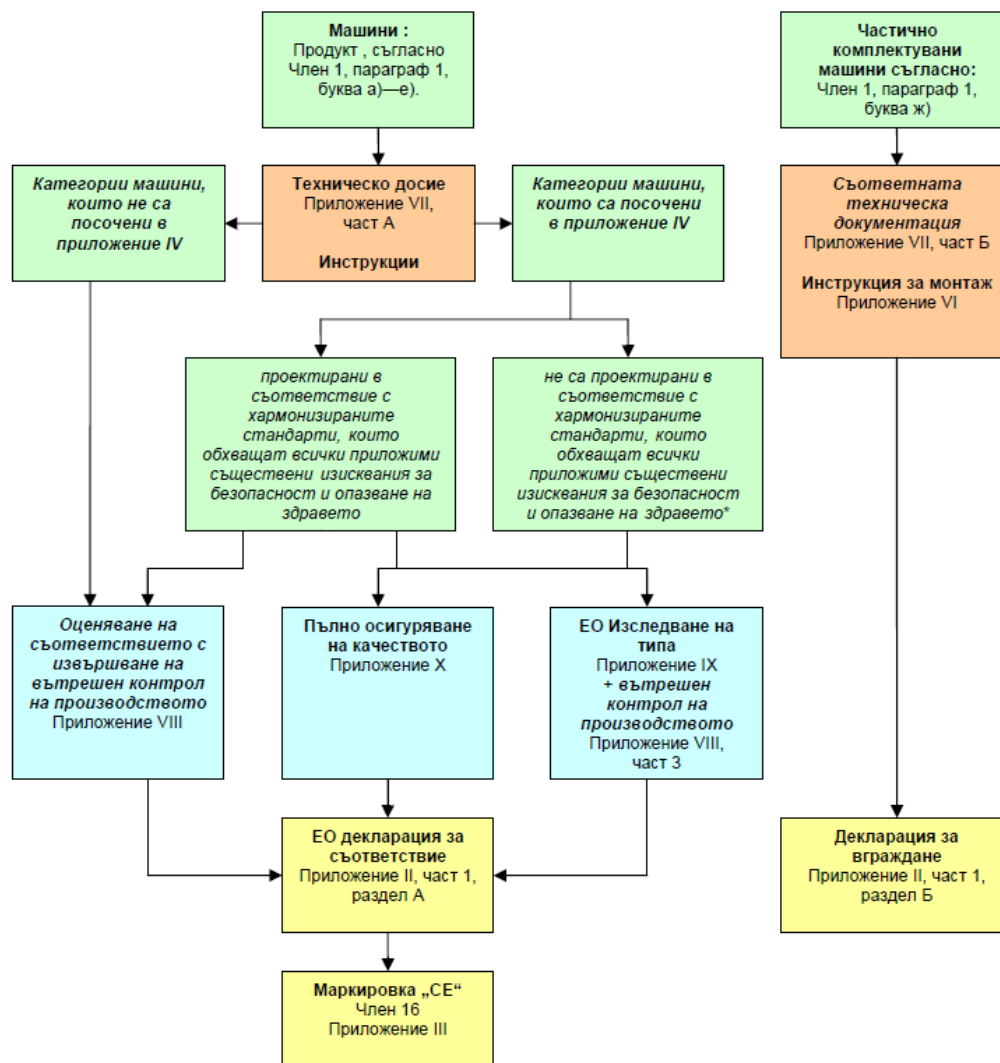 Машини :
Продукт , съгласно
Член 1, параграф 1,
буква а)—е).
Частично
комплектувани
машини съгласно:
Член 1, параграф 1,
буква ж)
Категории машини,
които не са
посочени в
приложение IV
Техническо досие
Приложение VII,
част А
Инструкции
Категории машини,
които са посочени
в приложение IV
Съответната
техническа
документация
Приложение VII, част Б
Инструкция за монтаж
Приложение VI
проектирани в
съответствие с
хармонизираните
стандарти, които
обхващат всички приложими
съществени изисквания за
безопасност и опазване на
здравето
не са проектирани в
съответствие с
хармонизираните
стандарти, които
обхващат всички
приложими съществени
изисквания за безопасност
и опазване на здравето*
Оценяване на
съответствието с
извършване на
вътрешен контрол
на производството
Приложение VIII
Пълно осигуряване
на качеството
Приложение X
ЕО Изследване на
типа
Приложение IX
+ вътрешен
контрол на
производството
Приложение VIII,
част 3
ЕО декларация за
съответствие
Приложение II, част 1,
раздел А
Декларация за
вграждане
Приложение II, част 1,
раздел Б
Маркировка „CE“
Член 16
Приложение III